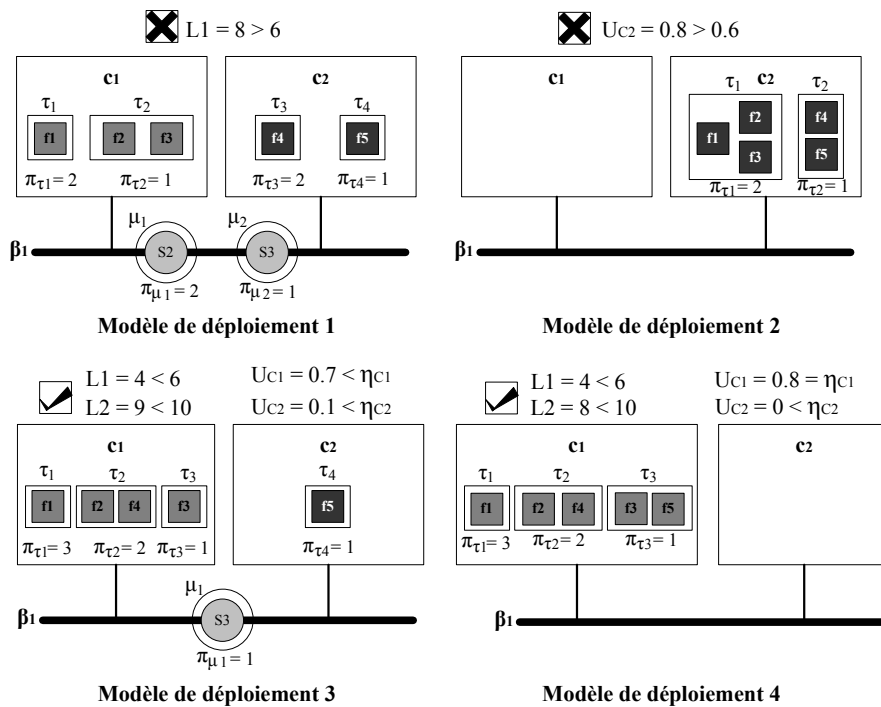 L1 = 8 > 6
c1
τ1 τ2
f1 f2 f3
πτ1 = 2 πτ2 = 1
c2
τ3 τ4
f4 f5
πτ3 = 2 πτ4 = 1
μ1 μ2
β1 S2 S3
πμ1 = 2 πμ2 = 1
Modèle de déploiement 1
UC2 = 0.8 > 0.6
c1
c2
τ1 τ2
f1 f2 f3 f4 f5
πτ1 = 2 πτ2 = 1
β1
Modèle de déploiement 2
L1 = 4 < 6
L2 = 9 < 10
UC1 = 0.7 < ηC1
UC2 = 0.1 < ηC2
c1
τ1 τ2 τ3
f1 f2 f4 f3
πτ1 = 3 πτ2 = 2 πτ3 = 1
c2
τ4
f5
πτ4 = 1
μ1
β1 S3
πμ1 = 1
Modèle de déploiement 3
L1 = 4 < 6
L2 = 8 < 10
UC1 = 0.8 = ηC1
UC2 = 0 < ηC2
c1
τ1 τ2 τ3
f1 f2 f4 f3 f5
πτ1 = 3 πτ2 = 2 πτ3 = 1
c2
β1
Modèle de déploiement 4